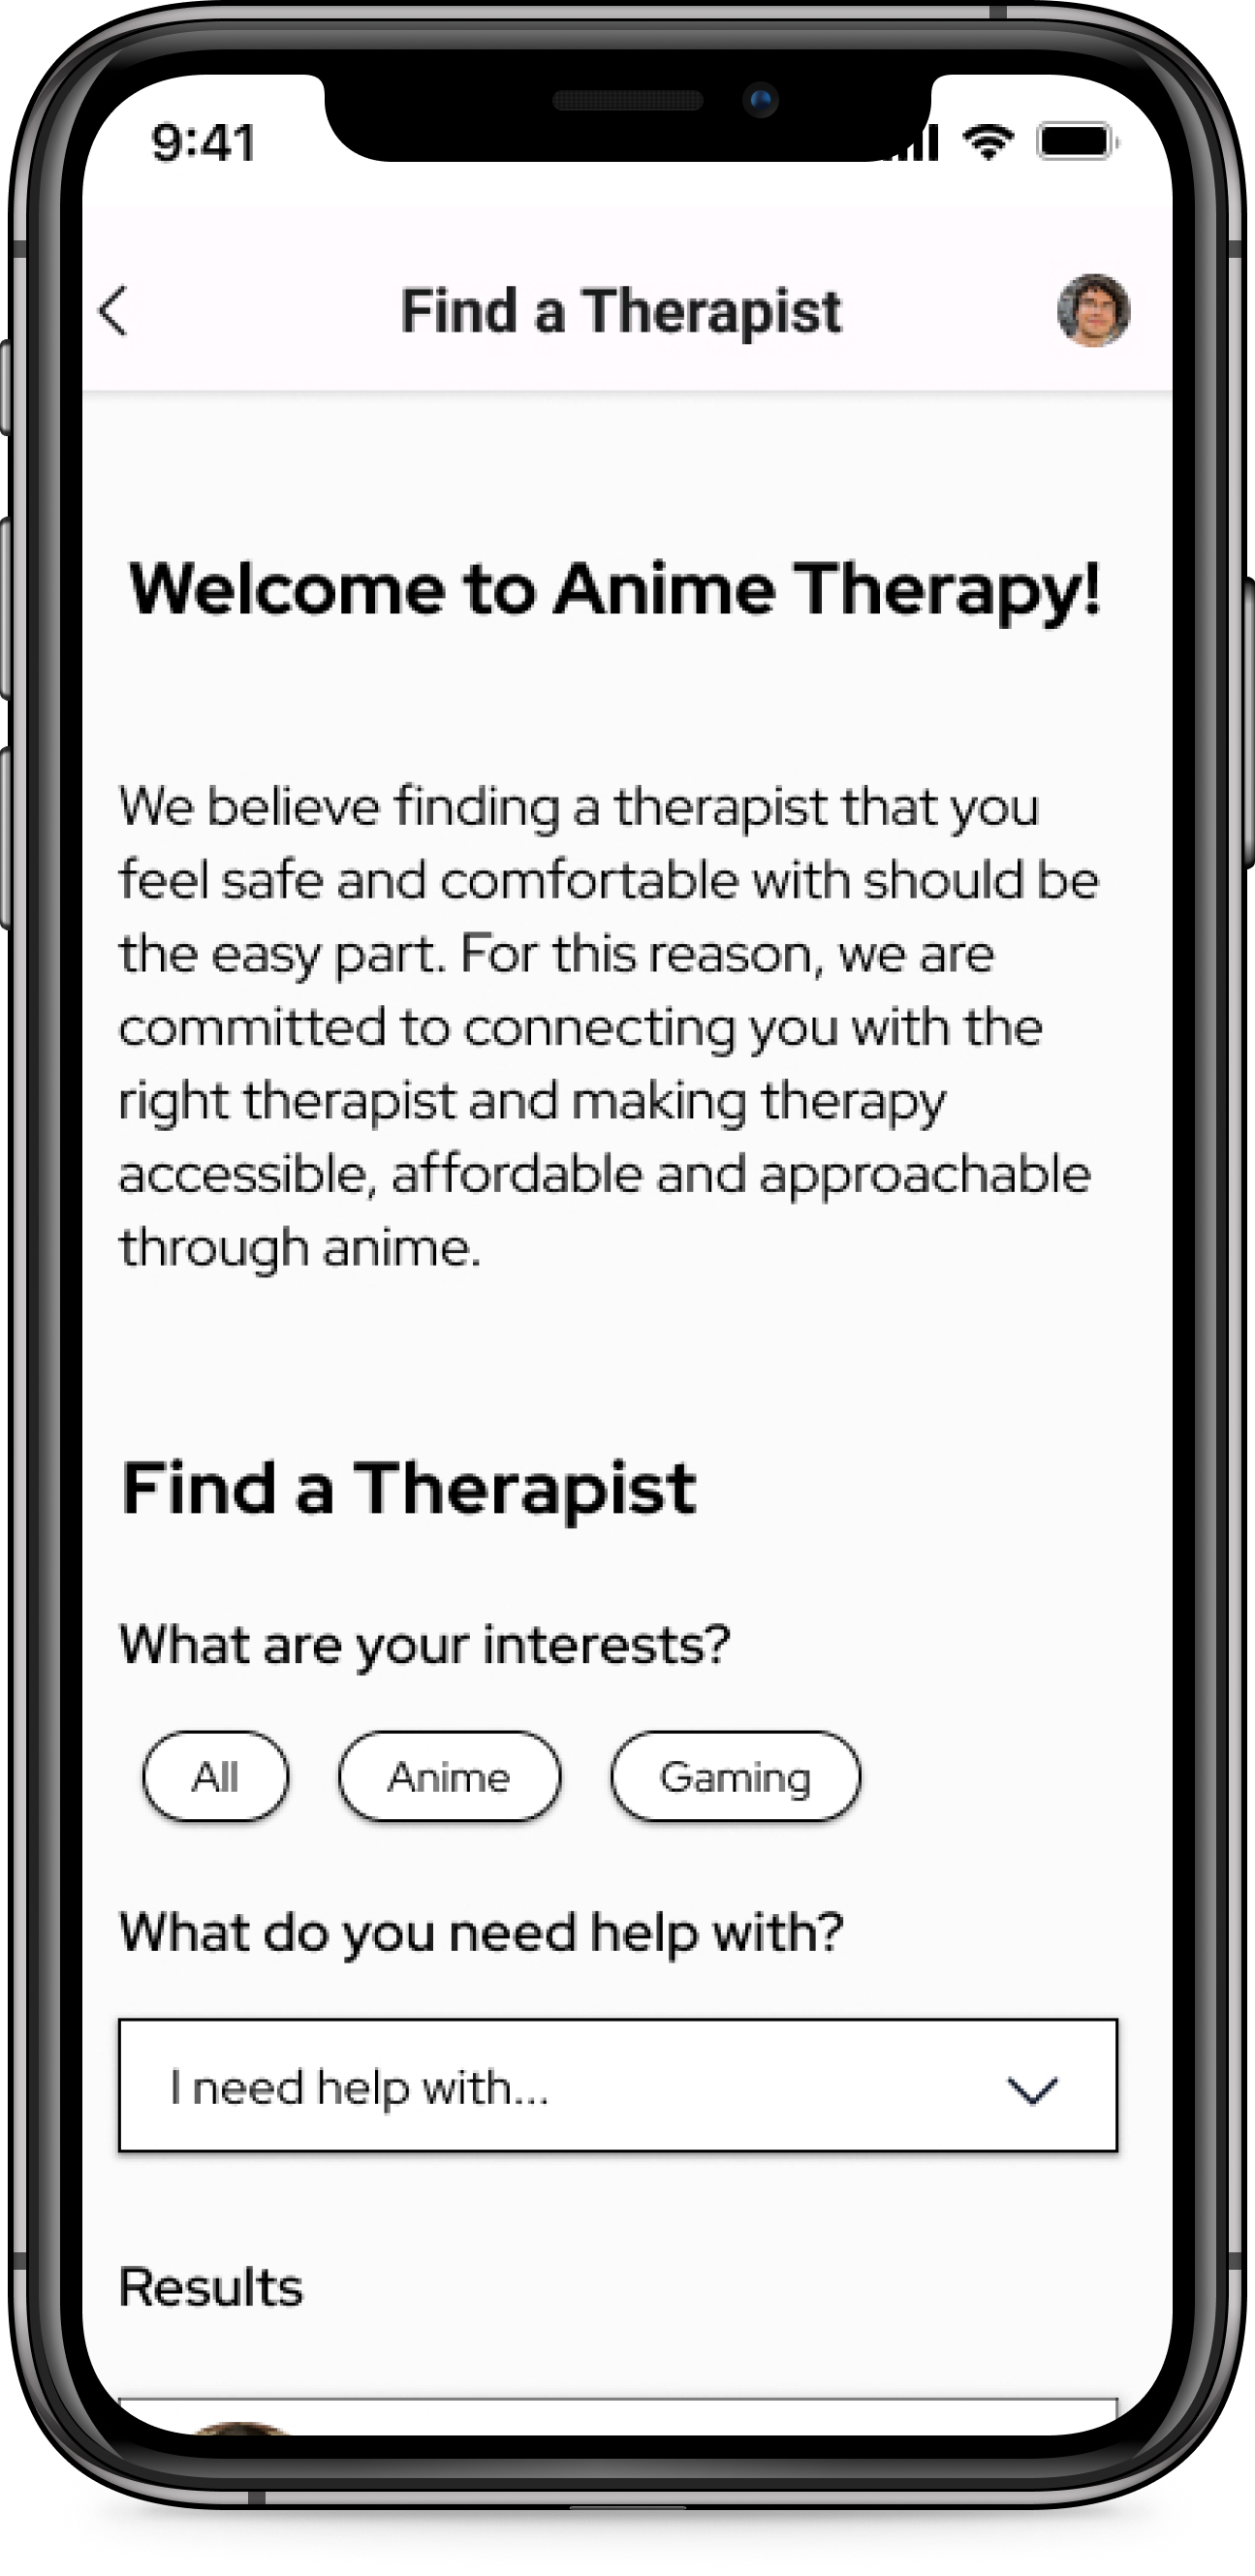 9:41
Find a Therapist
Welcome to Anime Therapy!
We believe finding a therapist that you
feel safe and comfortable with should be
the easy part. For this reason, we are
committed to connecting you with the
right therapist and making therapy
accessible, affordable and approachable
through anime.
Find a Therapist
What are your interests?
All Anime Gaming
What do you need help with?
I need help with...
Results